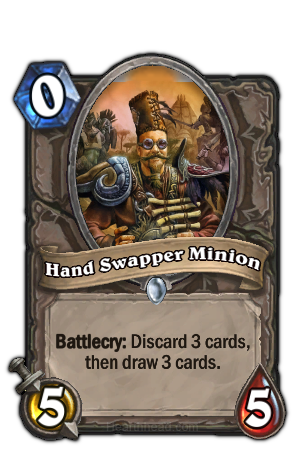 0
Hand Swapper Minion
Battlecry: Discard 3 cards,
then draw 3 cards.
5
5